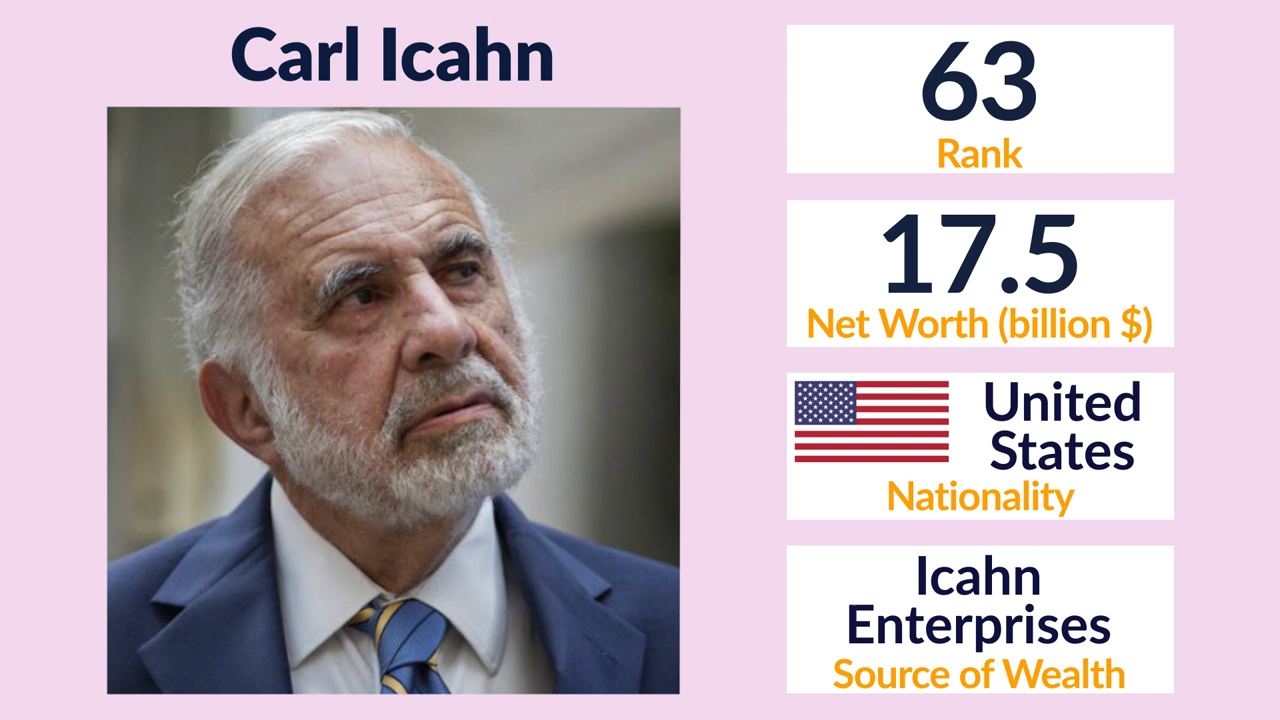 Carl Icahn
63
Rank
17.5
Net Worth (billion $)
United
States
Nationality
Icahn
Enterprises
Source of Wealth